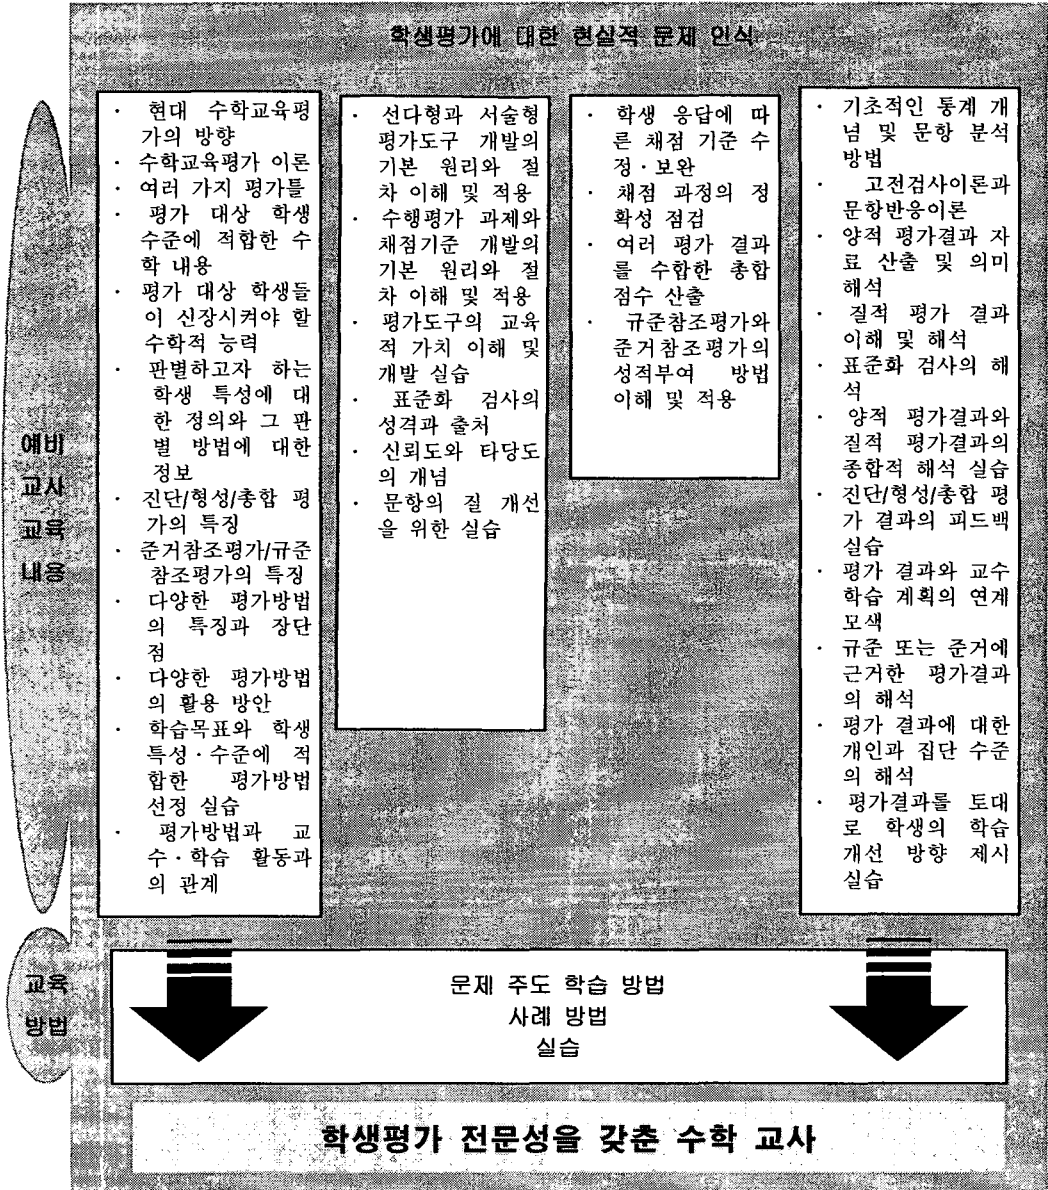 학생평가에 대한 현실적 문제 인식
예비
교사
교육
내용
· 현대 수학교육평
가의 방향
· 수학교육평가 이론
· 여러 가지 평가틀
· 평가 대상 학생
수준에 적합한 수
학 내용
· 평가 대상 학생들
이 신장시켜야 할
수학적 능력
· 판별하고자 하는
학생 특성에 대
한 정의와 그 판
별 방법에 대한
정보
· 진단/형성/총합 평
가의 특징
· 준거참조평가/규준
참조평가의 특징
· 다양한 평가방법
의 특징과 장단
점
· 다양한 평가방법
의 활용 방안
· 학습목표와 학생
특성·수준에 적
합한 평가방법
선정 실습
· 평가방법과 교
수·학습 활동과
의 관계
· 선다형과 서술형
평가도구 개발의
기본 원리와 절
차 이해 및 적용
· 수행평가 과제와
채점기준 개발의
기본 원리와 절
차 이해 및 적용
· 평가도구의 교육
적 가치 이해 및
개발 실습
· 표준화 검사의
성격과 출처
· 신뢰도와 타당도
의 개념
· 문항의 질 개선
을 위한 실습
· 학생 응답에 따
른 채점 기준 수
정·보완
· 채점 과정의 정
확성 점검
· 여러 평가 결과
를 수합한 총합
점수 산출
· 규준참조평가와
준거참조평가의
성적부여 방법
이해 및 적용
· 기초적인 통계 개
념 및 문항 분석
방법
· 고전검사이론과
문항반응이론
· 양적 평가결과 자
료 산출 및 의미
해석
· 질적 평가 결과
이해 및 해석
· 표준화 검사의 해
석
· 양적 평가결과와
질적 평가결과의
종합적 해석 실습
· 진단/형성/총합 평
가 결과의 피드백
실습
· 평가 결과와 교수
학습 계획의 연계
모색
· 규준 또는 준거에
근거한 평가결과
의 해석
· 평가 결과에 대한
개인과 집단 수준
의 해석
· 평가결과를 토대
로 학생의 학습
개선 방향 제시
실습
교육
방법
문제 주도 학습 방법
사례 방법
실습
학생평가 전문성을 갖춘 수학 교사